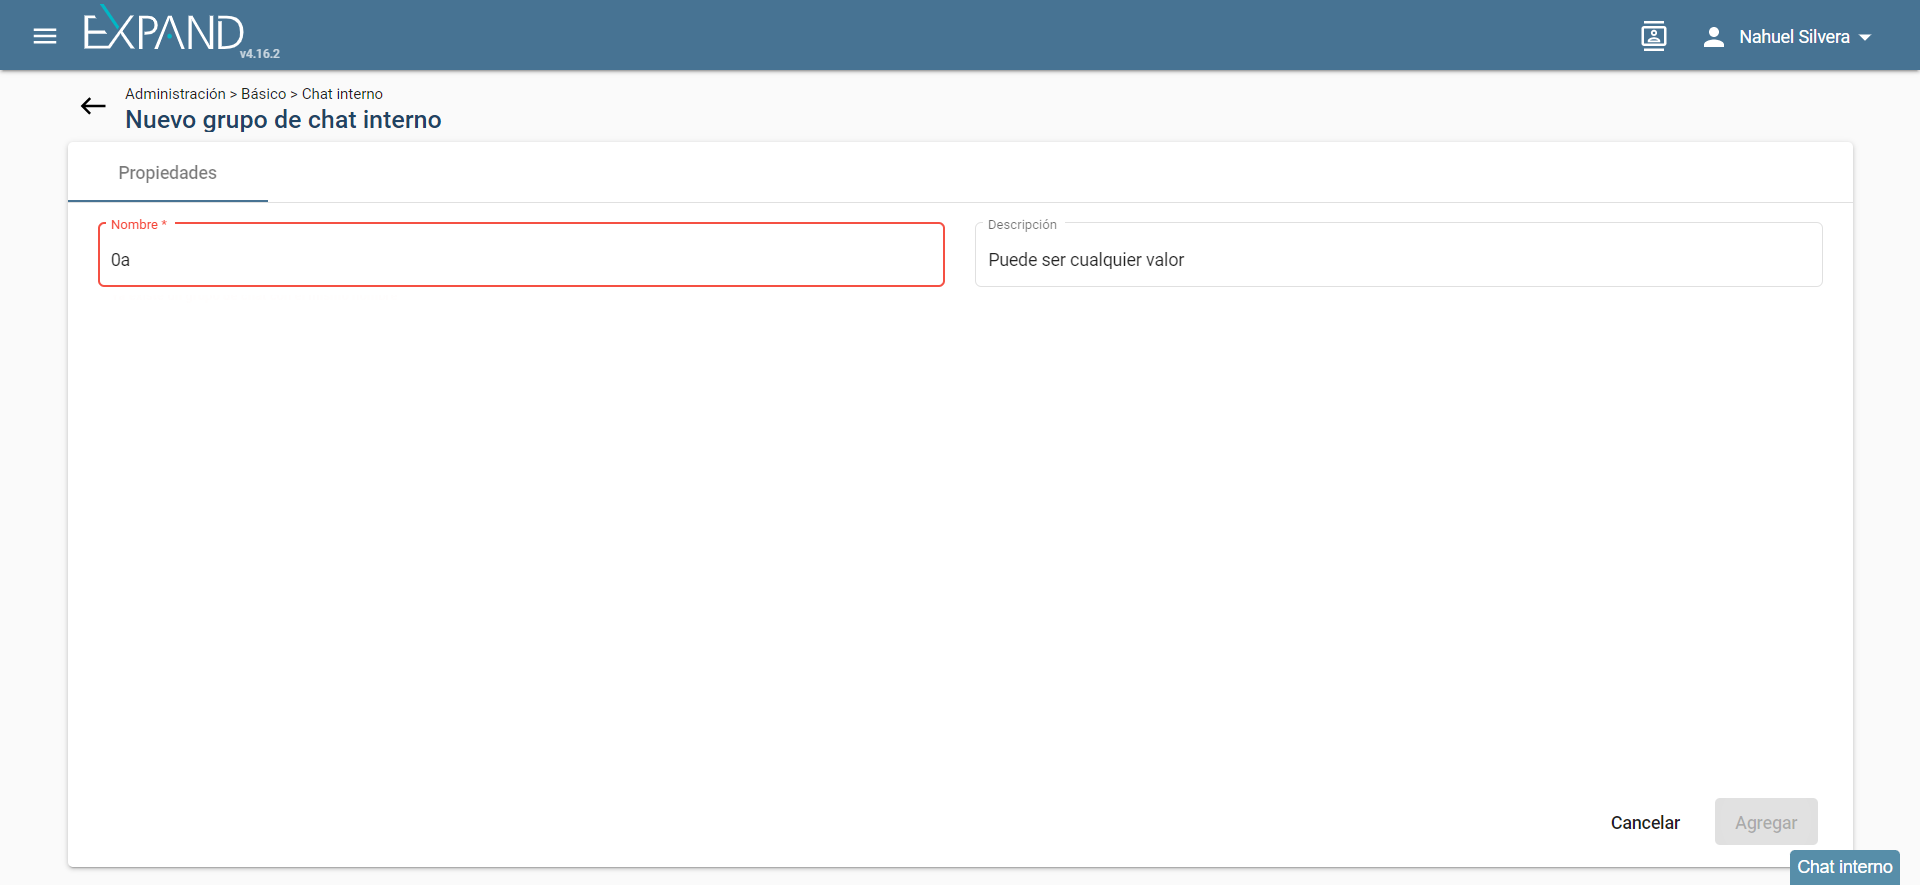 EXPAND
v4.16.2
Nahuel Silvera
Administración > Básico > Chat interno
Nuevo grupo de chat interno
Propiedades
Nombre *
0a
Descripción
Puede ser cualquier valor
Cancelar
Agregar
Chat interno